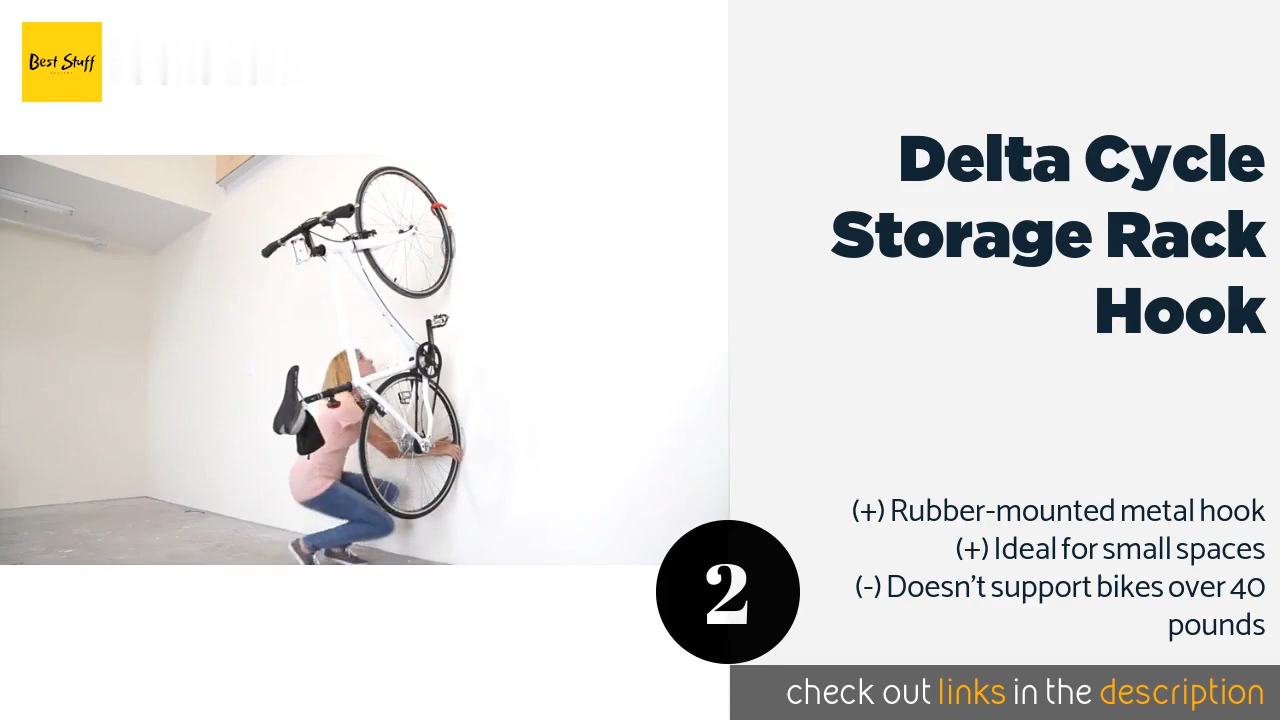 Best Stuff
Delta Cycle
Storage Rack
Hook
(+) Rubber-mounted metal hook
(+) Ideal for small spaces
(-) Doesn't support bikes over 40
pounds
2
check out links in the description